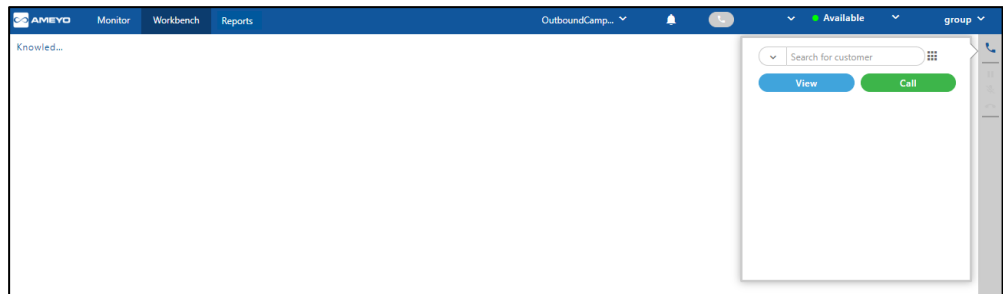 AMEYO Monitor Workbench Reports OutboundCamp... Available group
Knowled...
Search for customer
View Call